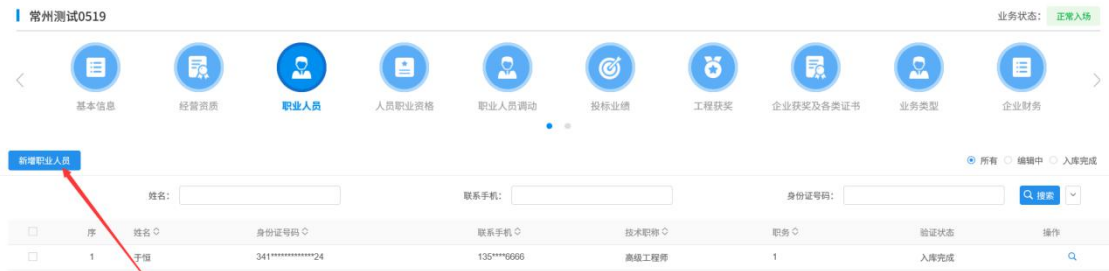 常州测试0519 业务状态： 正常入场
基本信息 经营资质 职业人员 人员职业资格 职业人员调动 投标业绩 工程获奖 企业获奖及各类证书 业务类型 企业财务
新增职业人员 所有 编辑中 入库完成
姓名： 联系手机： 身份证号码： 搜索
序 姓名 身份证号码 联系手机 技术职称 职务 验证状态 操作
1 于恒 341*************24 135****6666 高级工程师 1 入库完成